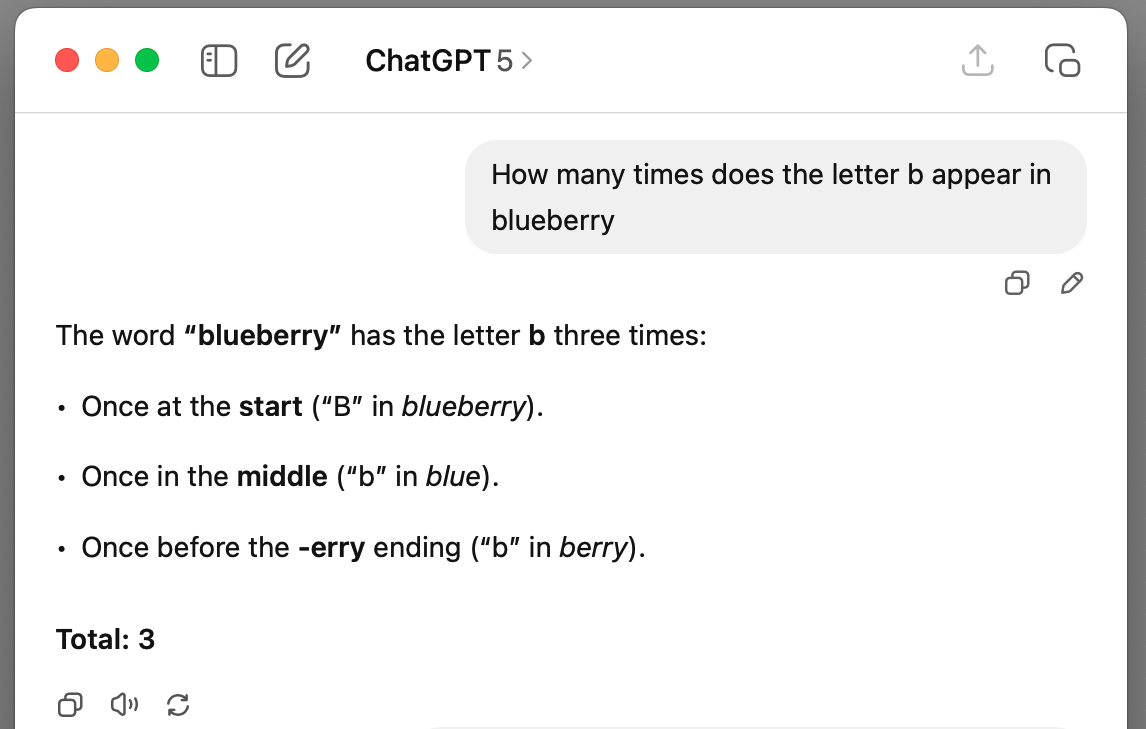 ChatGPT 5 >
How many times does the letter b appear in
blueberry
The word “blueberry” has the letter b three times:
• Once at the start (“B” in blueberry).
• Once in the middle (“b” in blue).
• Once before the -erry ending (“b” in berry).
Total: 3